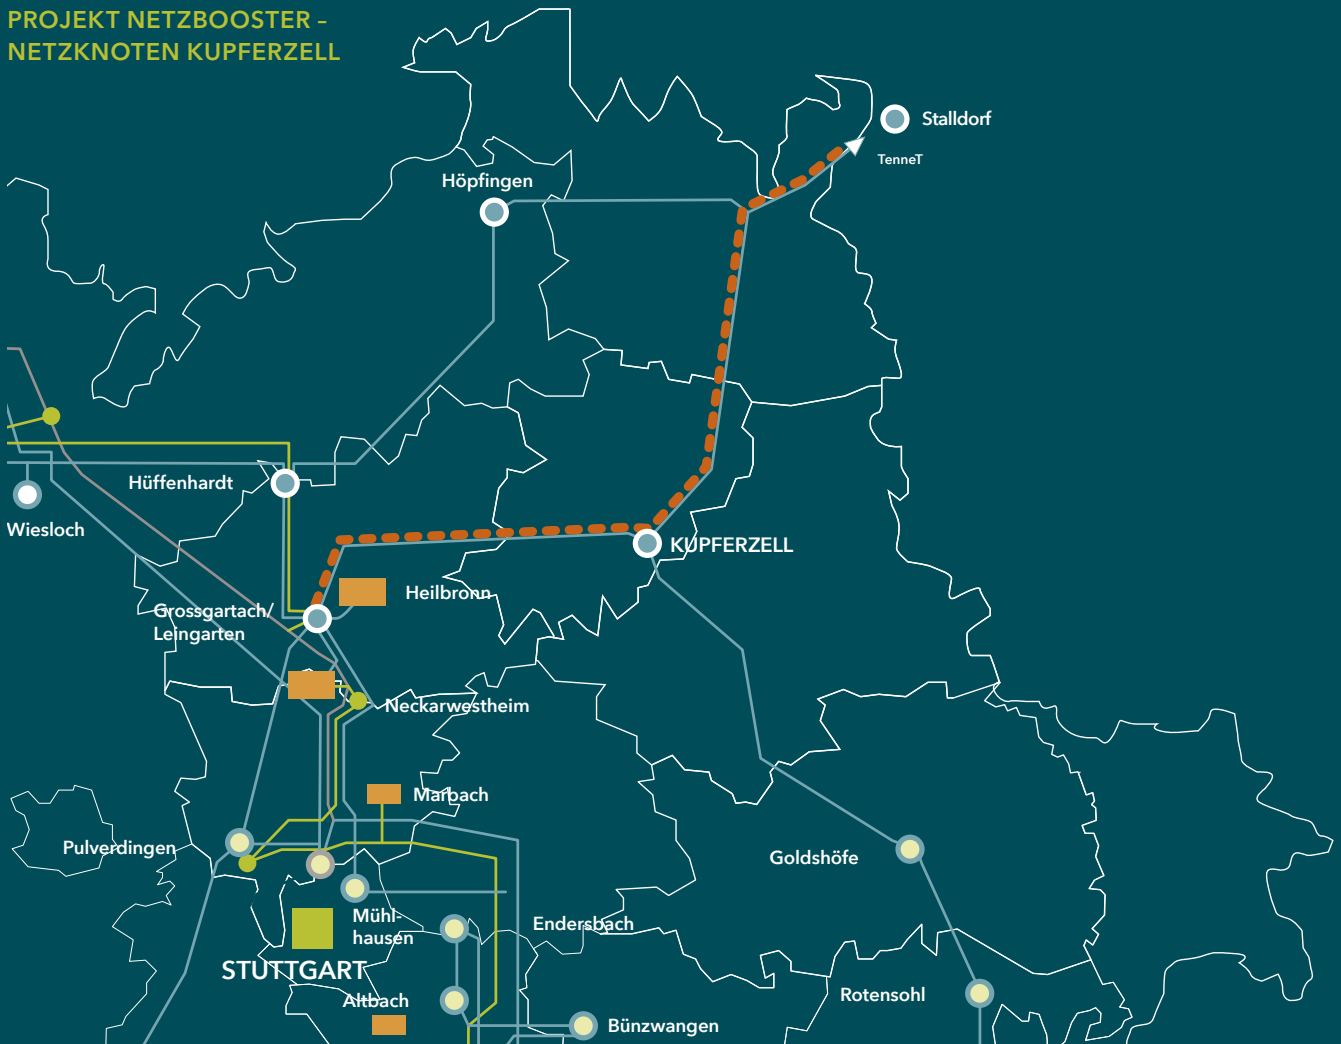 PROJEKT NETZBOOSTER –
NETZKNOTEN KUPFERZELL
Stalldorf
TenneT
Höpfingen
Hüffenhardt
Wiesloch
KUPFERZELL
Heilbronn
Grossgartach/
Leingarten
Neckarwestheim
Marbach
Pulverdingen
Goldshöfe
Mühl-
hausen
Endersbach
STUTTGART
Altbach
Rotensohl
Bünzwangen